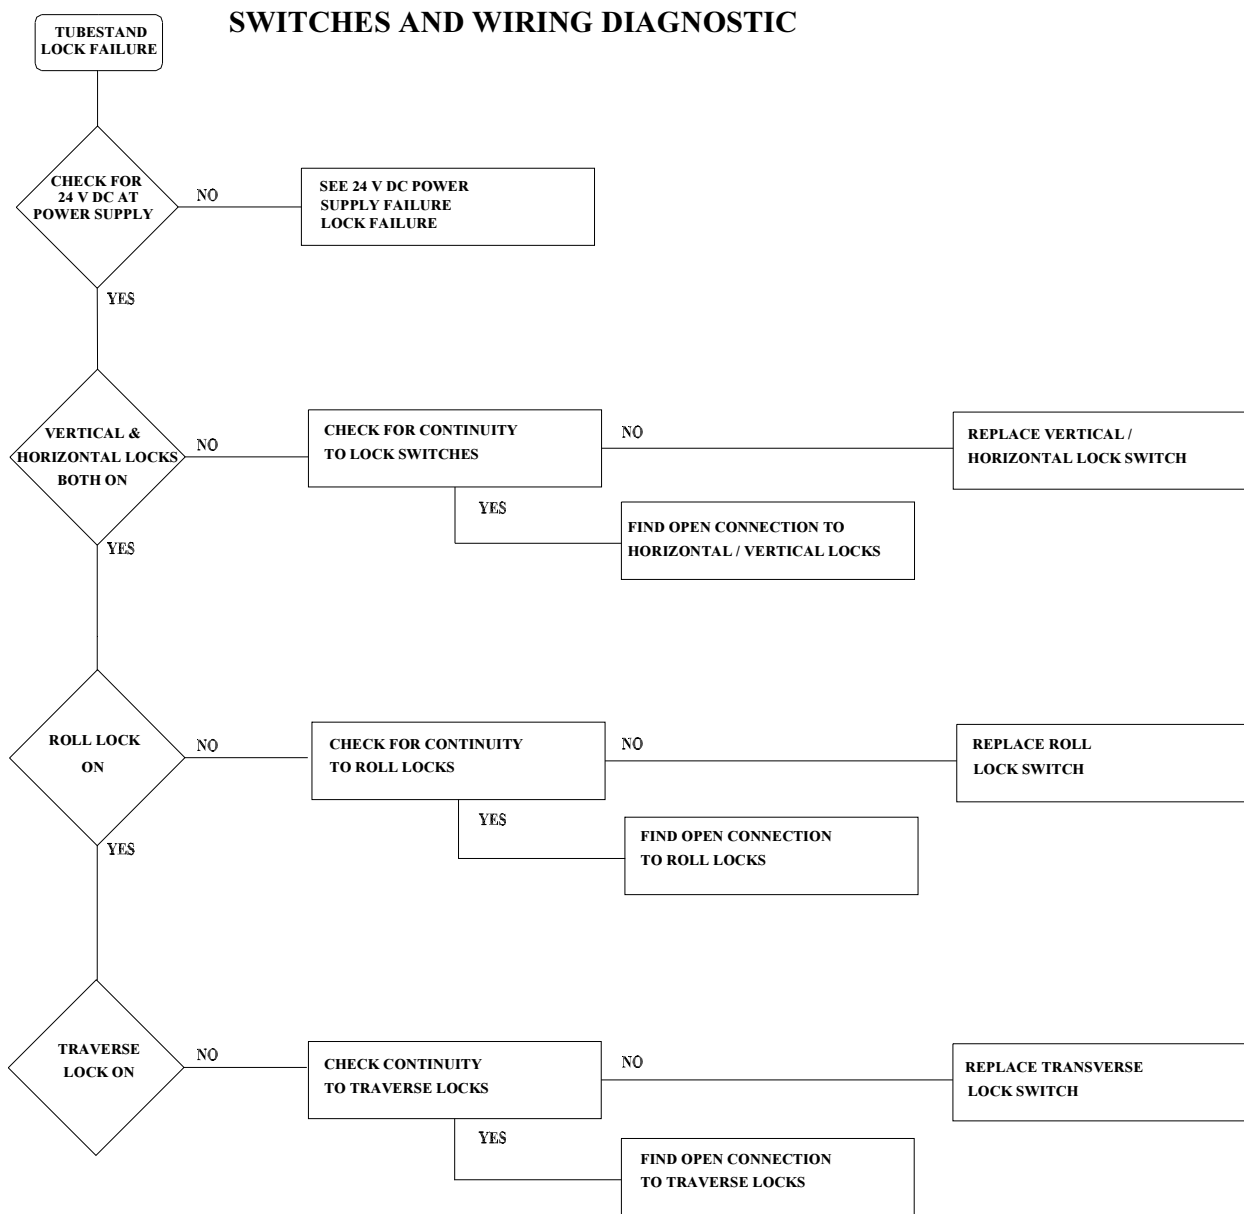 SWITCHES AND WIRING DIAGNOSTIC
TUBESTAND
LOCK FAILURE
CHECK FOR
24 V DC AT
POWER SUPPLY
NO
SEE 24 V DC POWER
SUPPLY FAILURE
LOCK FAILURE
YES
VERTICAL &
HORIZONTAL LOCKS
BOTH ON
NO
CHECK FOR CONTINUITY
TO LOCK SWITCHES
NO
REPLACE VERTICAL /
HORIZONTAL LOCK SWITCH
YES
FIND OPEN CONNECTION TO
HORIZONTAL / VERTICAL LOCKS
YES
ROLL LOCK
ON
NO
CHECK FOR CONTINUITY
TO ROLL LOCKS
NO
REPLACE ROLL
LOCK SWITCH
YES
FIND OPEN CONNECTION
TO ROLL LOCKS
YES
TRAVERSE
LOCK ON
NO
CHECK CONTINUITY
TO TRAVERSE LOCKS
NO
REPLACE TRANSVERSE
LOCK SWITCH
YES
FIND OPEN CONNECTION
TO TRAVERSE LOCKS